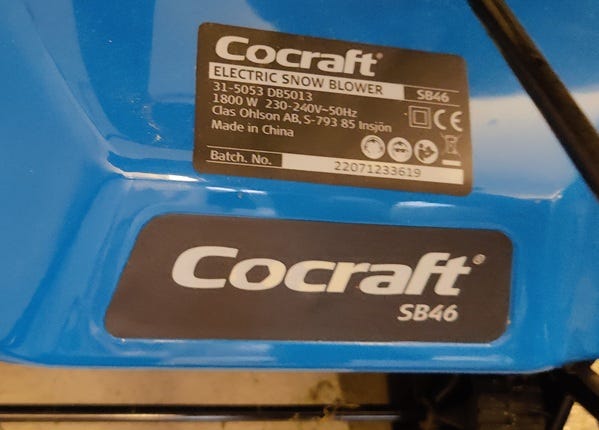 Cocraft®
ELECTRIC SNOW BLOWER SB46
31-5053 DB5013
1800 W 230-240V~50Hz
Clas Ohlson AB, S-793 85 Insjön
Made in China
CE
Batch. No. 22071233619
Cocraft®
SB46